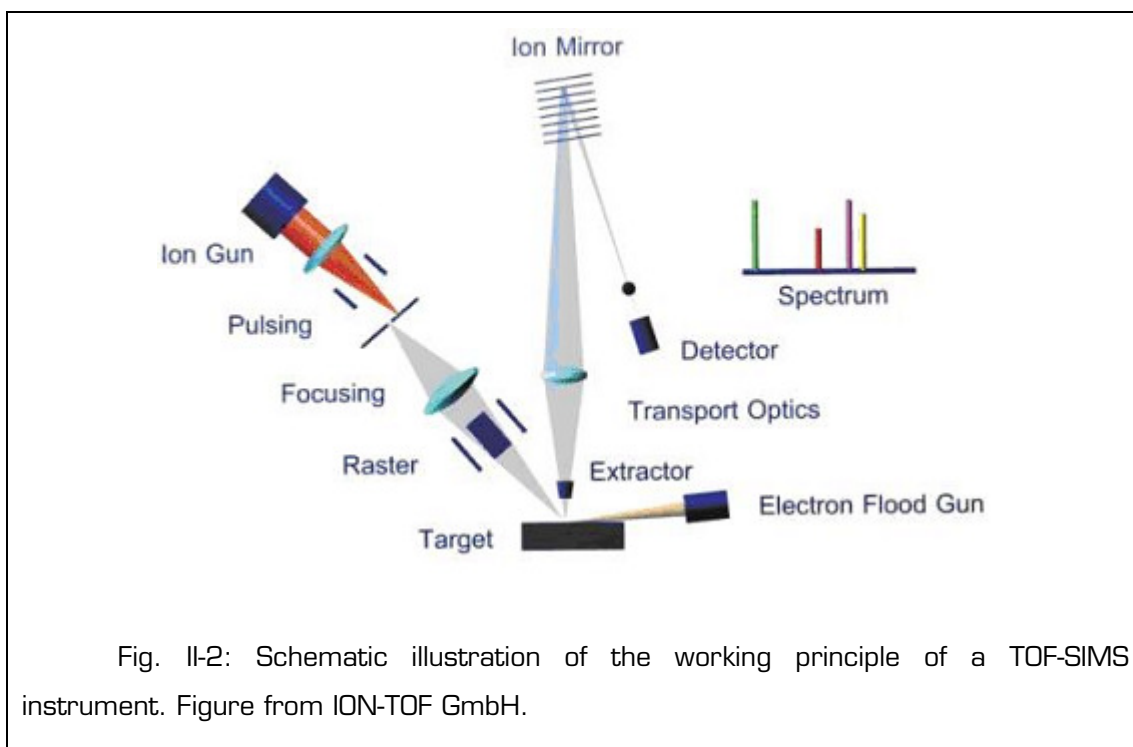 Ion Mirror
Ion Gun
Pulsing
Spectrum
Detector
Focusing
Transport Optics
Raster
Extractor
Electron Flood Gun
Target
Fig. II-2: Schematic illustration of the working principle of a TOF-SIMS
instrument. Figure from ION-TOF GmbH.